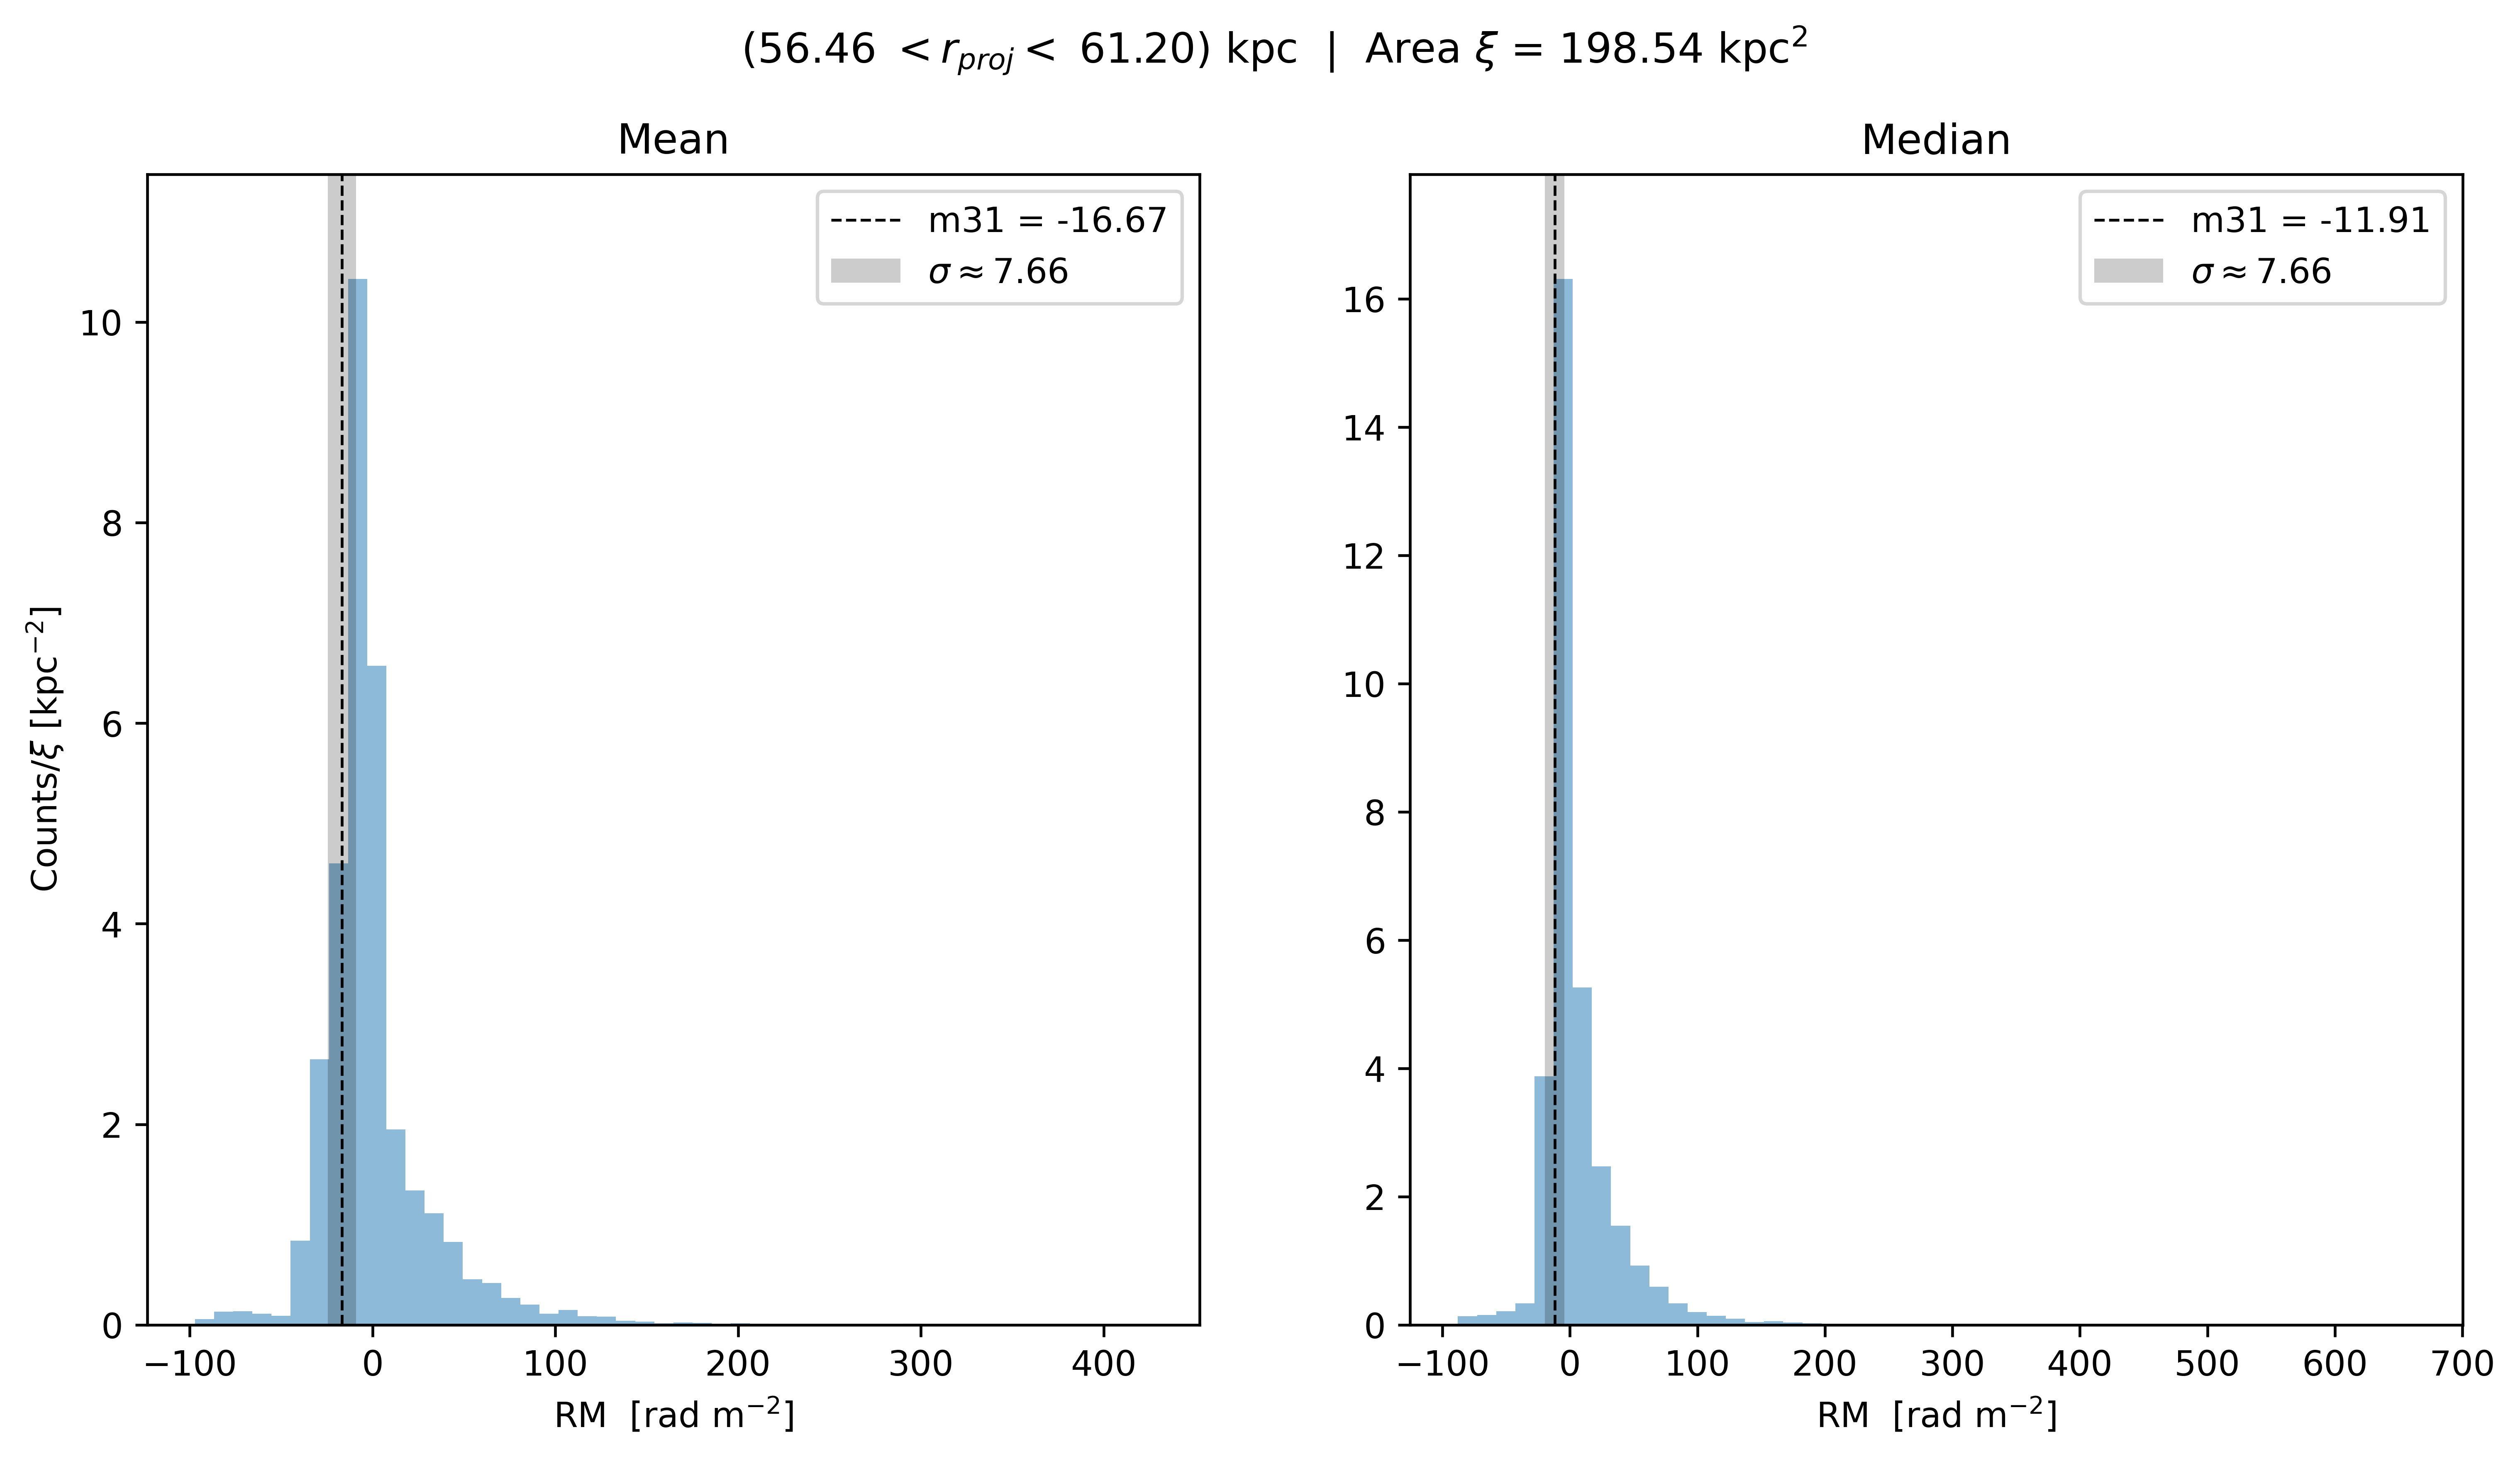 (56.46 < r_proj < 61.20) kpc | Area ξ = 198.54 kpc²
Mean
m31 = -16.67
σ ≈ 7.66
10
8
6
4
2
0
Counts/ξ [kpc⁻²]
−100 0 100 200 300 400
RM [rad m⁻²]
Median
m31 = -11.91
σ ≈ 7.66
16
14
12
10
8
6
4
2
0
−100 0 100 200 300 400 500 600 700
RM [rad m⁻²]